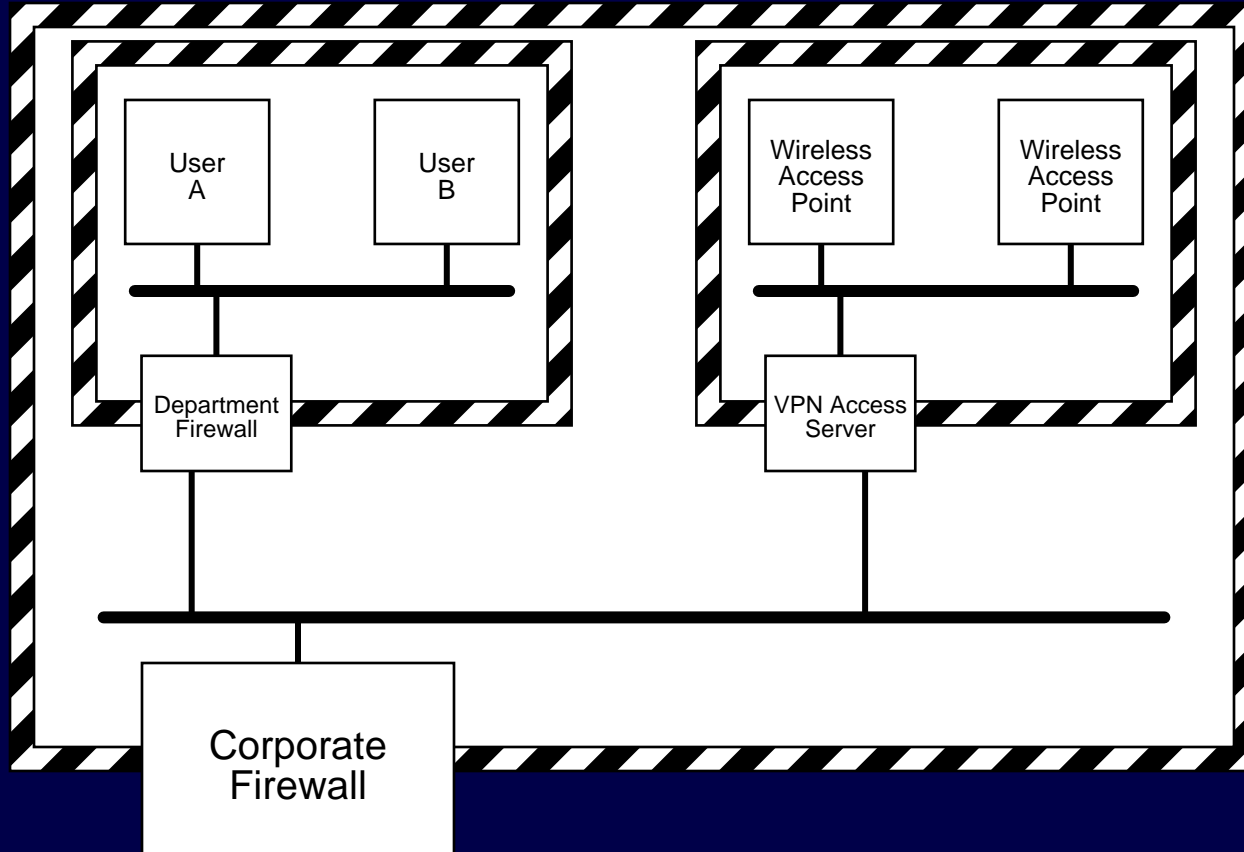 User
A
User
B
Wireless
Access
Point
Wireless
Access
Point
Department
Firewall
VPN Access
Server
Corporate
Firewall